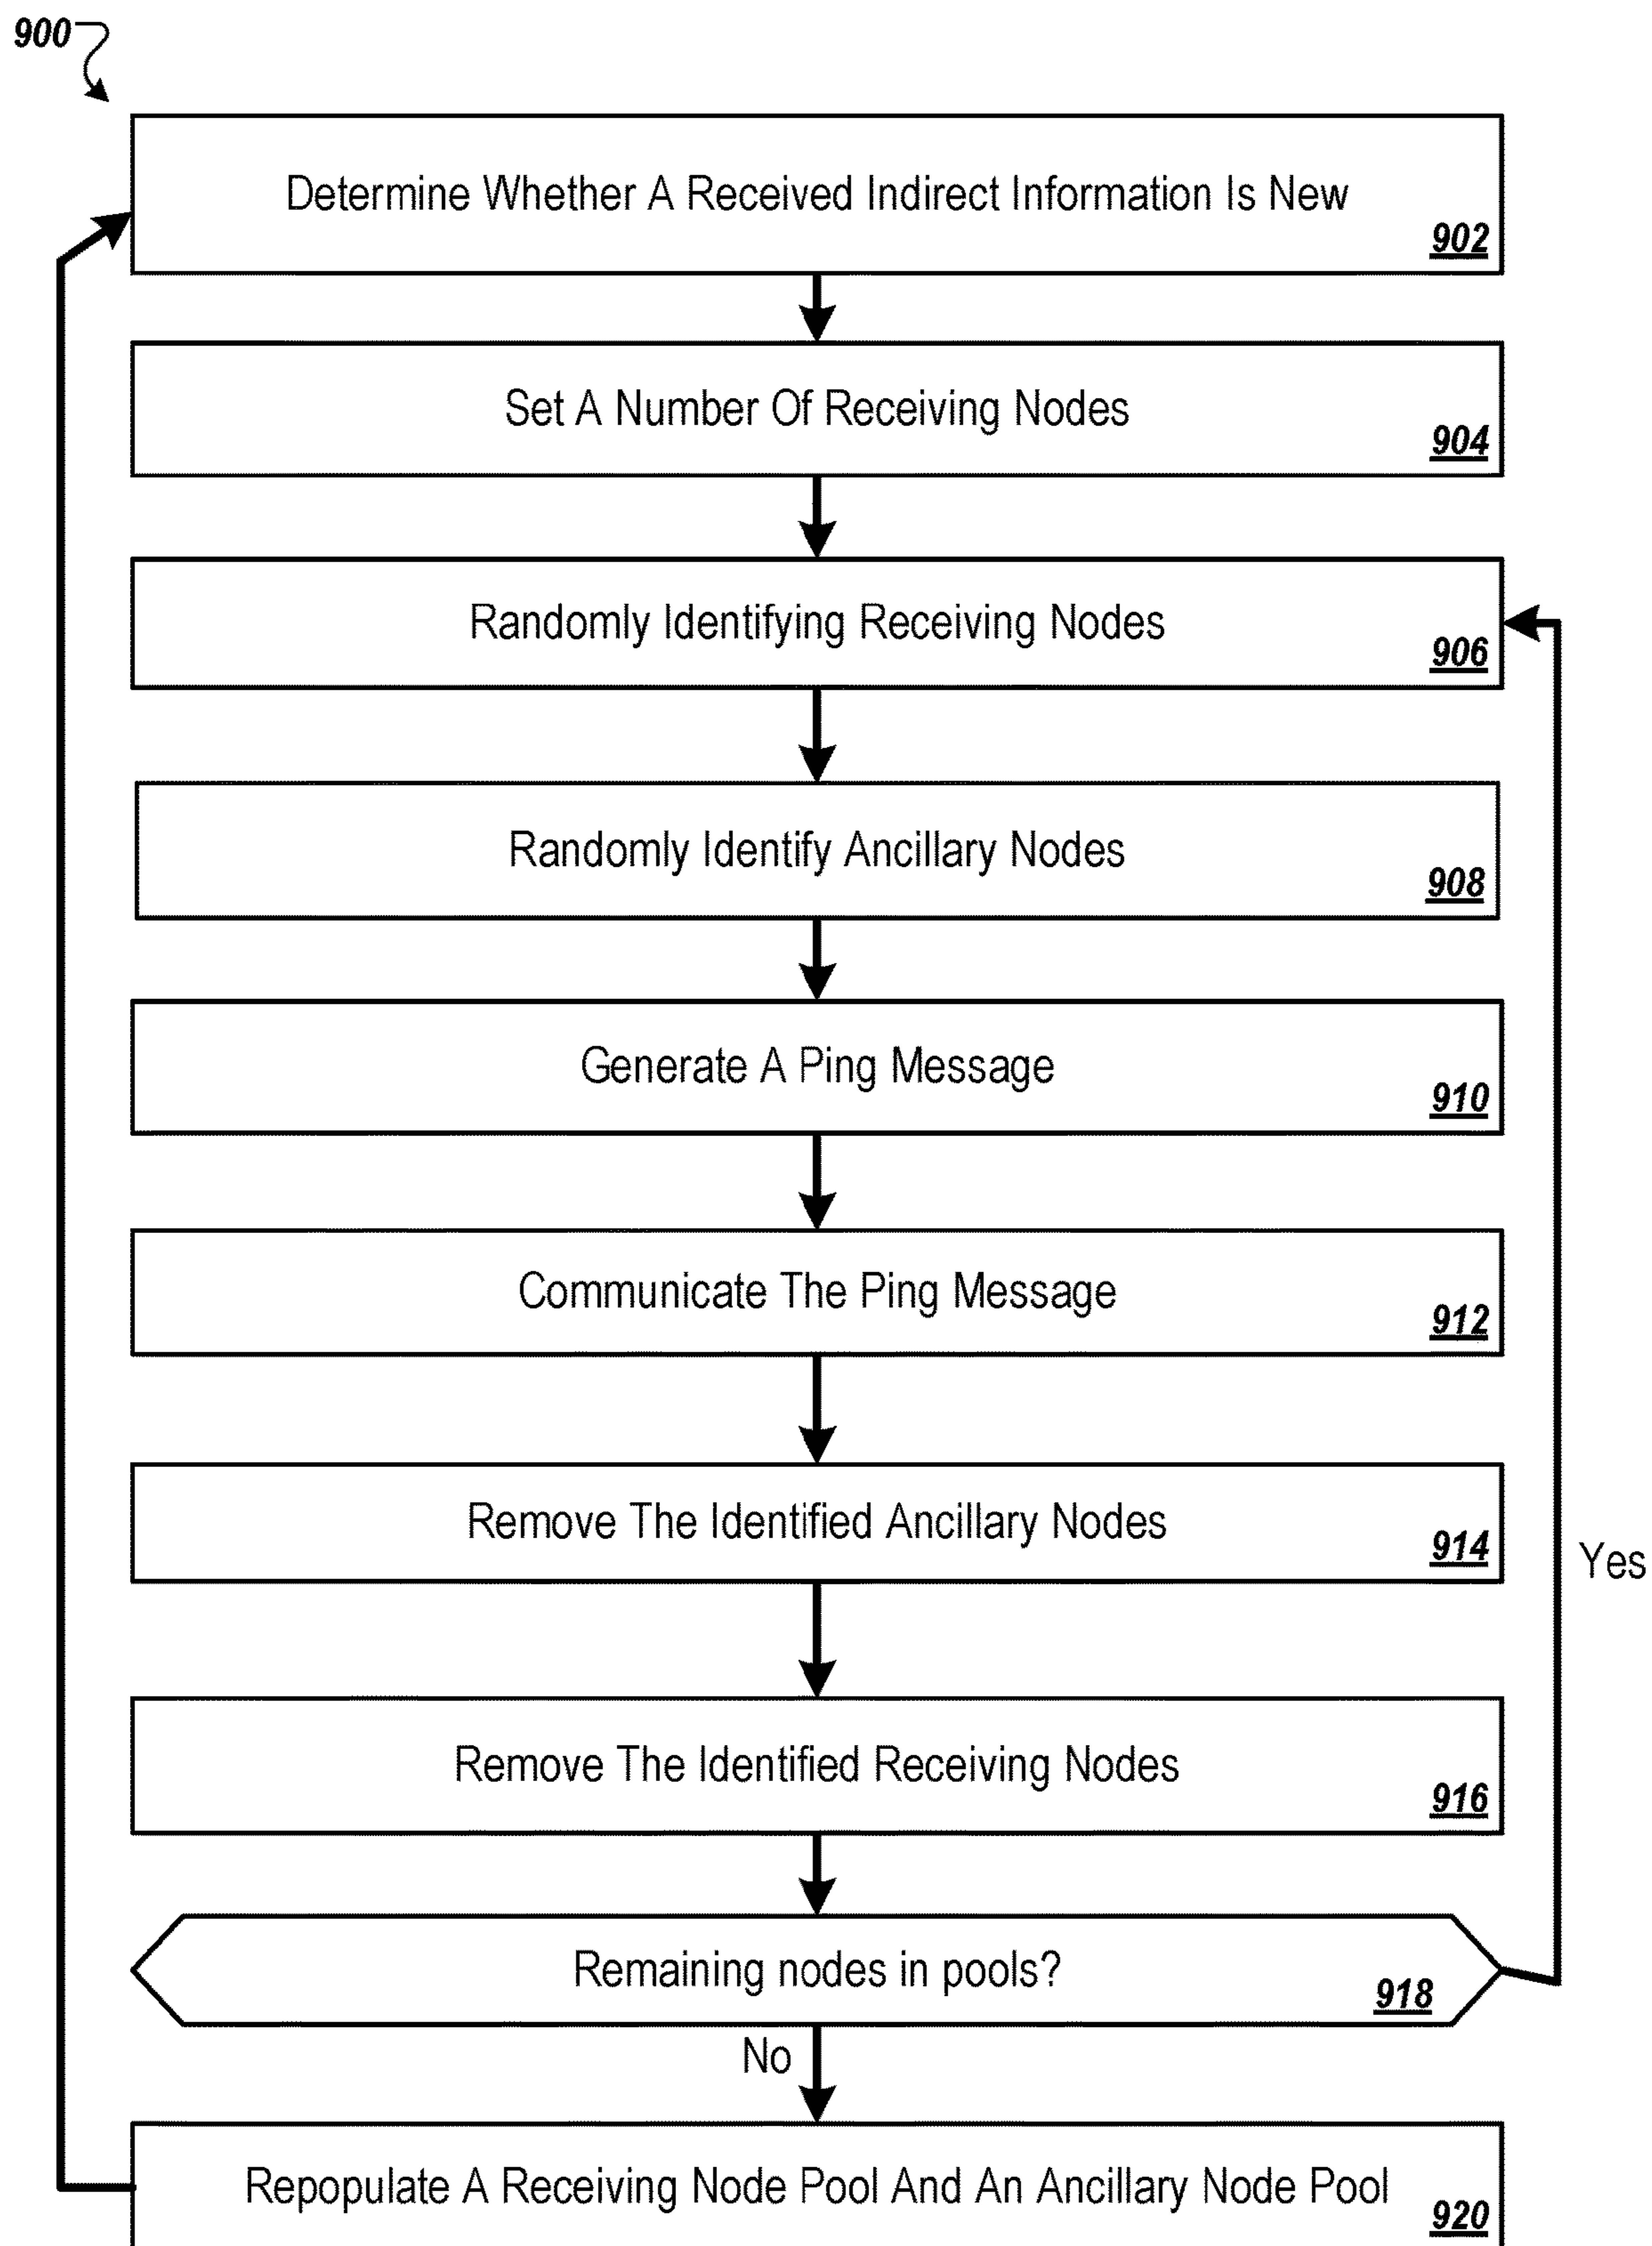 900
Determine Whether A Received Indirect Information Is New
902
Set A Number Of Receiving Nodes
904
Randomly Identifying Receiving Nodes
906
Randomly Identify Ancillary Nodes
908
Generate A Ping Message
910
Communicate The Ping Message
912
Remove The Identified Ancillary Nodes
914
Yes
Remove The Identified Receiving Nodes
916
Remaining nodes in pools?
918
No
Repopulate A Receiving Node Pool And An Ancillary Node Pool
920